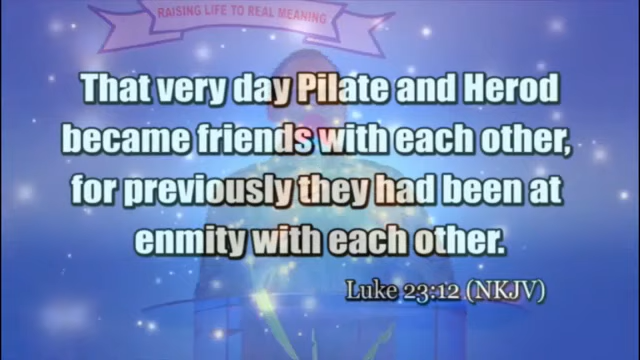 RAISING LIFE TO REAL MEANING
That very day Pilate and Herod
became friends with each other,
for previously they had been at
enmity with each other.
Luke 23:12 (NKJV)